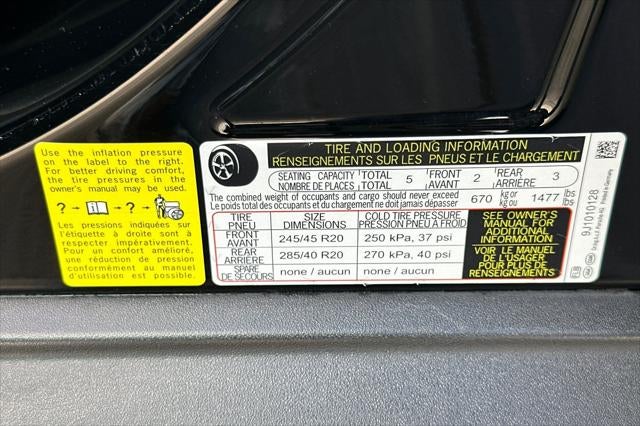 Use the inflation pressure
on the label to the right.
For better driving comfort,
the tire pressures in the
owner's manual may be used.
? → i → ? →
Les pressions indiquées sur
l'étiquette à droite sont à
respecter impérativement.
Pour un confort amélioré,
une réduction de pression
conformément au manuel
d'utilisation est possible.
TIRE AND LOADING INFORMATION
RENSEIGNEMENTS SUR LES PNEUS ET LE CHARGEMENT
SEATING CAPACITY TOTAL 5 FRONT 2 REAR 3
NOMBRE DE PLACES TOTAL AVANT ARRIÈRE
The combined weight of occupants and cargo should never exceed 670 kg or 1477 lbs
Le poids total des occupants et du chargement ne doit jamais dépasser kg ou lbs
TIRE SIZE COLD TIRE PRESSURE
PNEU DIMENSIONS PRESSION PNEU À FROID
FRONT
AVANT 245/45 R20 250 kPa, 37 psi
REAR
ARRIERE 285/40 R20 270 kPa, 40 psi
SPARE
DE SECOURS none / aucun none / aucun
SEE OWNER'S
MANUAL FOR
ADDITIONAL
INFORMATION
VOIR LE MANUEL
DE L'USAGER
POUR PLUS DE
RENSEIGNEMENTS
9J1010128